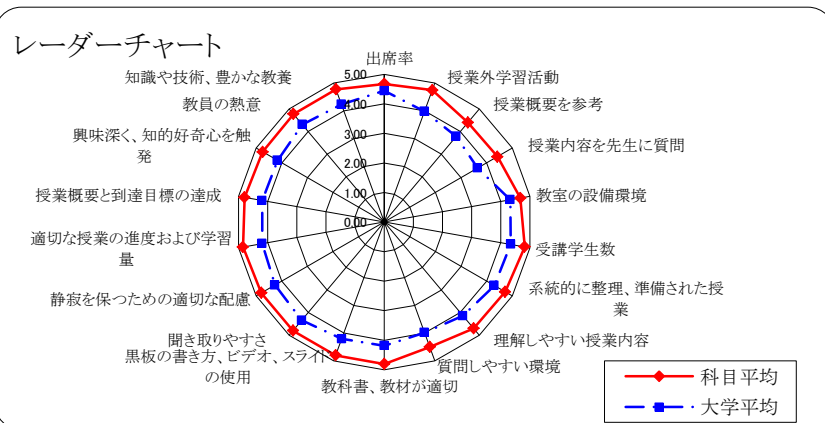 レーダーチャート
出席率
授業外学習活動
授業概要を参考
授業内容を先生に質問
教室の設備環境
受講学生数
系統的に整理、準備された授
業
理解しやすい授業内容
質問しやすい環境
教科書、教材が適切
黒板の書き方、ビデオ、スライド
の使用
聞き取りやすさ
静寂を保つための適切な配慮
適切な授業の進度および学習
量
授業概要と到達目標の達成
興味深く、知的好奇心を触
発
教員の熱意
知識や技術、豊かな教養
5.00
4.00
3.00
2.00
1.00
0.00
科目平均
大学平均